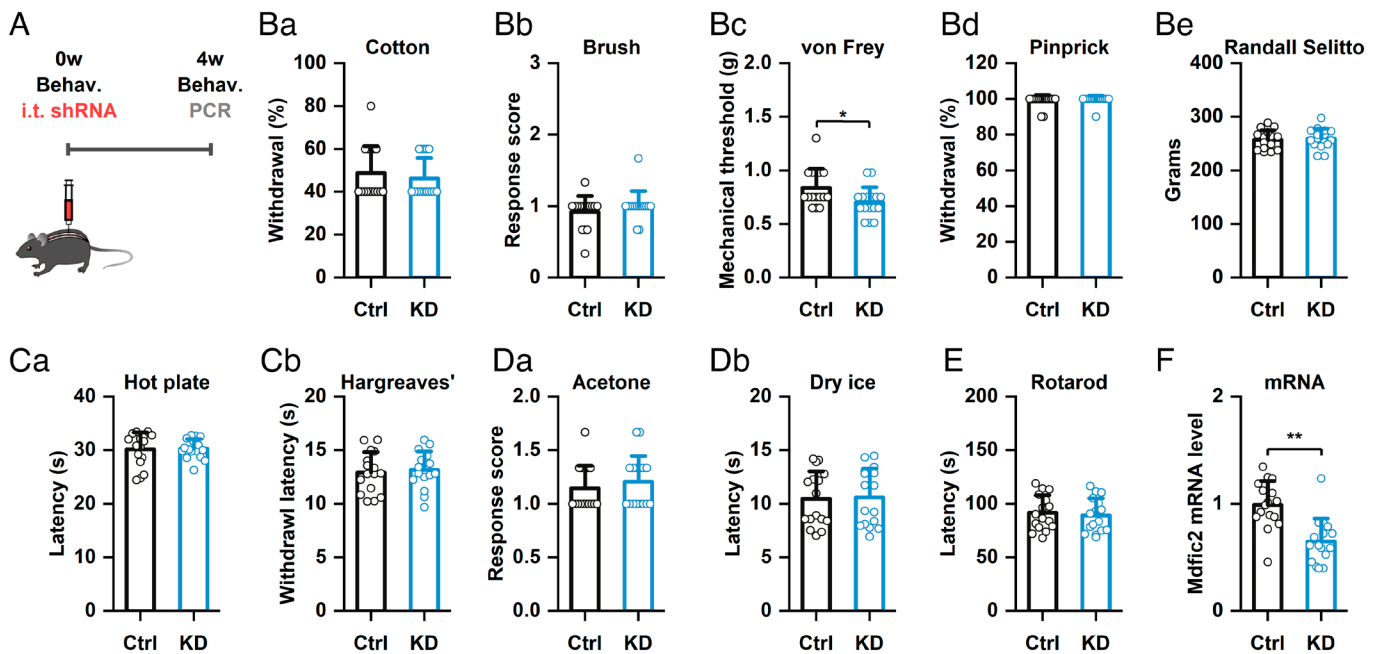 A
0w
Behav.
i.t. shRNA
4w
Behav.
PCR
Ba
Cotton
Withdrawal (%)
100
80
60
40
20
0
Ctrl KD
Bb
Brush
Response score
3
2
1
0
Ctrl KD
Bc
von Frey
Mechanical threshold (g)
2.0
1.5
1.0
0.5
0.0
*
Ctrl KD
Bd
Pinprick
Withdrawal (%)
120
100
80
60
40
20
0
Ctrl KD
Be
Randall Selitto
Grams
400
300
200
100
0
Ctrl KD
Ca
Hot plate
Latency (s)
40
30
20
10
0
Ctrl KD
Cb
Hargreaves'
Withdrawl latency (s)
20
15
10
5
0
Ctrl KD
Da
Acetone
Response score
2.0
1.5
1.0
0.5
0.0
Ctrl KD
Db
Dry ice
Latency (s)
20
15
10
5
0
Ctrl KD
E
Rotarod
Latency (s)
200
150
100
50
0
Ctrl KD
F
mRNA
Mdfic2 mRNA level
2
1
0
**
Ctrl KD